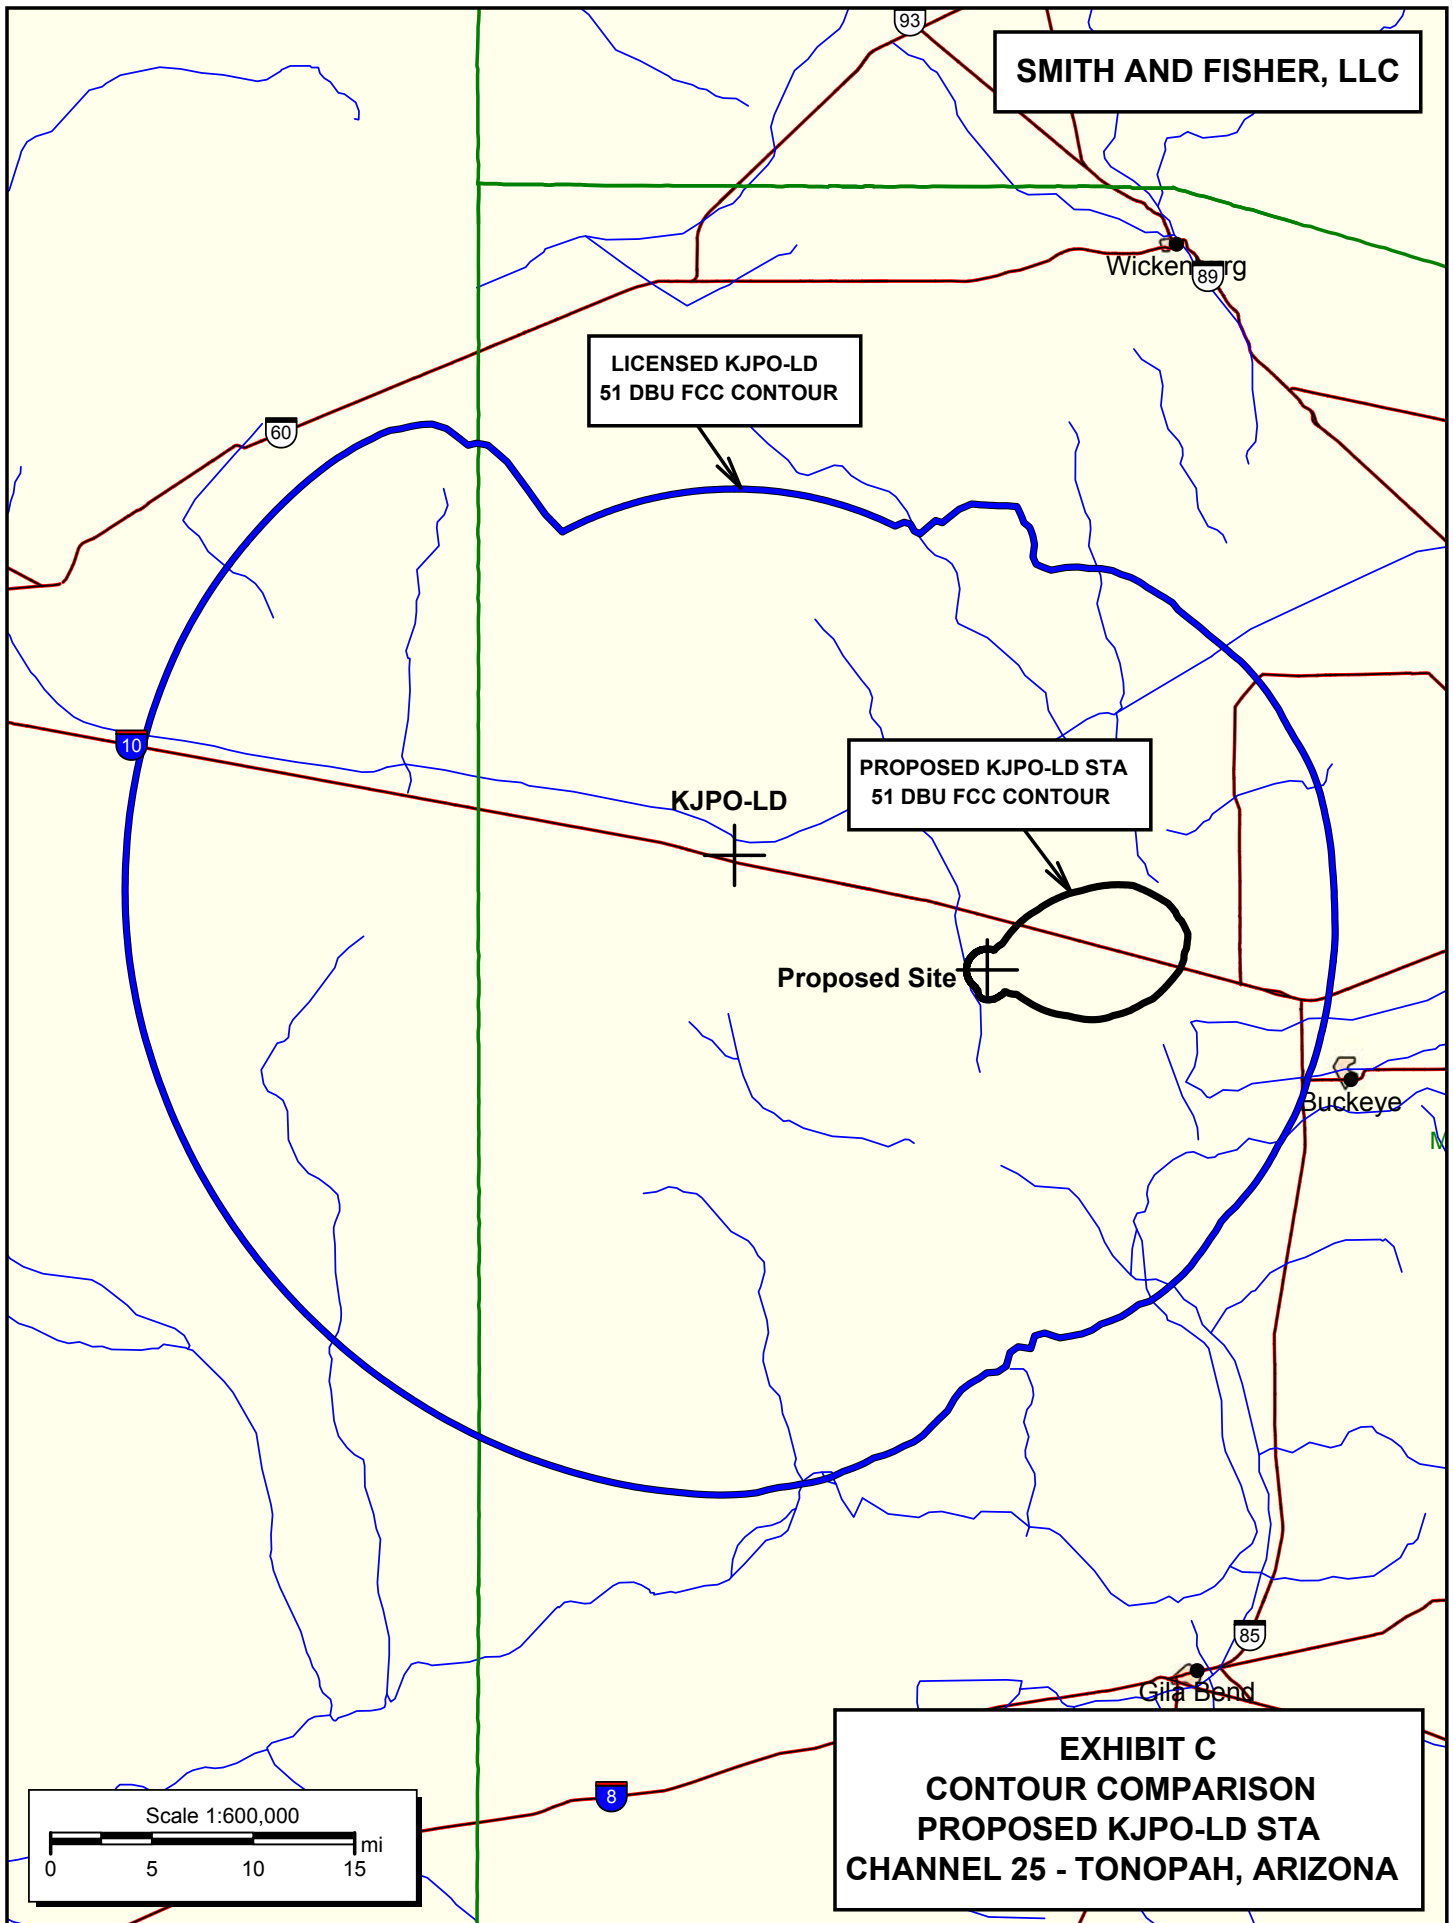 93
SMITH AND FISHER, LLC
Wickenburg
89
LICENSED KJPO-LD
51 DBU FCC CONTOUR
60
10
KJPO-LD
PROPOSED KJPO-LD STA
51 DBU FCC CONTOUR
Proposed Site
Buckeye
M
85
Gila Bend
EXHIBIT C
CONTOUR COMPARISON
PROPOSED KJPO-LD STA
CHANNEL 25 - TONOPAH, ARIZONA
8
Scale 1:600,000
mi
0 5 10 15